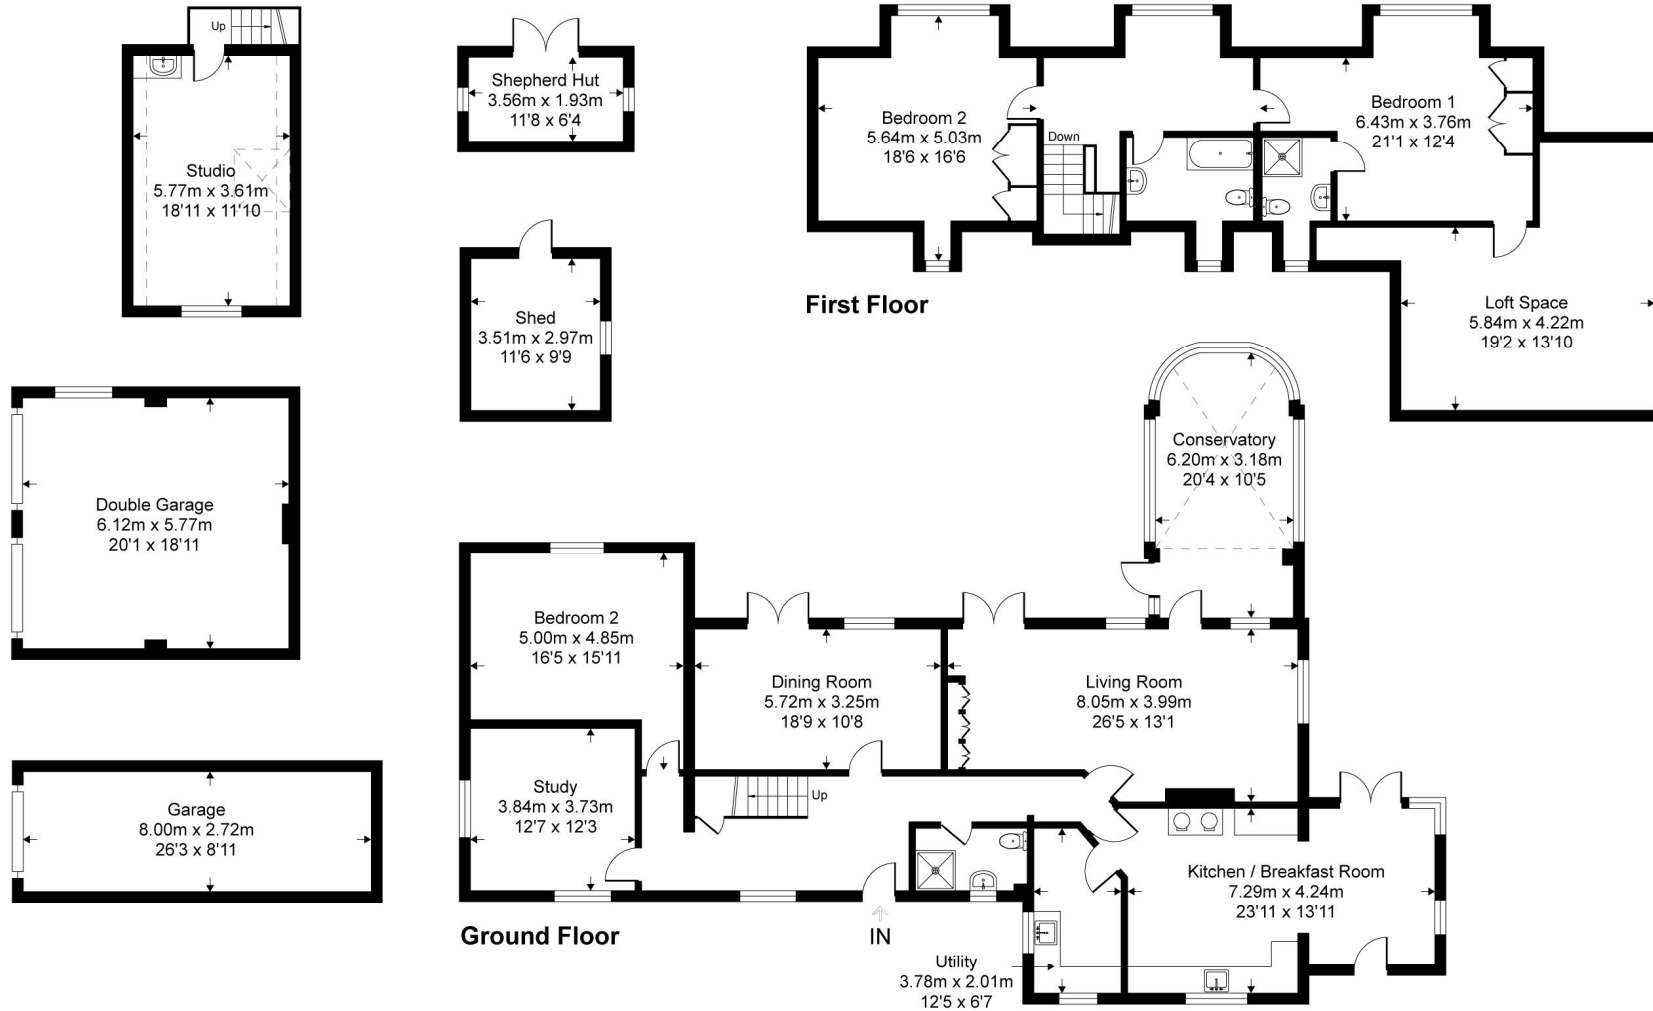 Up
Studio
5.77m x 3.61m
18'11 x 11'10
Shepherd Hut
3.56m x 1.93m
11'8 x 6'4
Shed
3.51m x 2.97m
11'6 x 9'9
Bedroom 2
5.64m x 5.03m
18'6 x 16'6
Down
Bedroom 1
6.43m x 3.76m
21'1 x 12'4
Loft Space
5.84m x 4.22m
19'2 x 13'10
First Floor
Double Garage
6.12m x 5.77m
20'1 x 18'11
Garage
8.00m x 2.72m
26'3 x 8'11
Conservatory
6.20m x 3.18m
20'4 x 10'5
Bedroom 2
5.00m x 4.85m
16'5 x 15'11
Dining Room
5.72m x 3.25m
18'9 x 10'8
Living Room
8.05m x 3.99m
26'5 x 13'1
Study
3.84m x 3.73m
12'7 x 12'3
Up
Kitchen / Breakfast Room
7.29m x 4.24m
23'11 x 13'11
Ground Floor
IN
Utility
3.78m x 2.01m
12'5 x 6'7